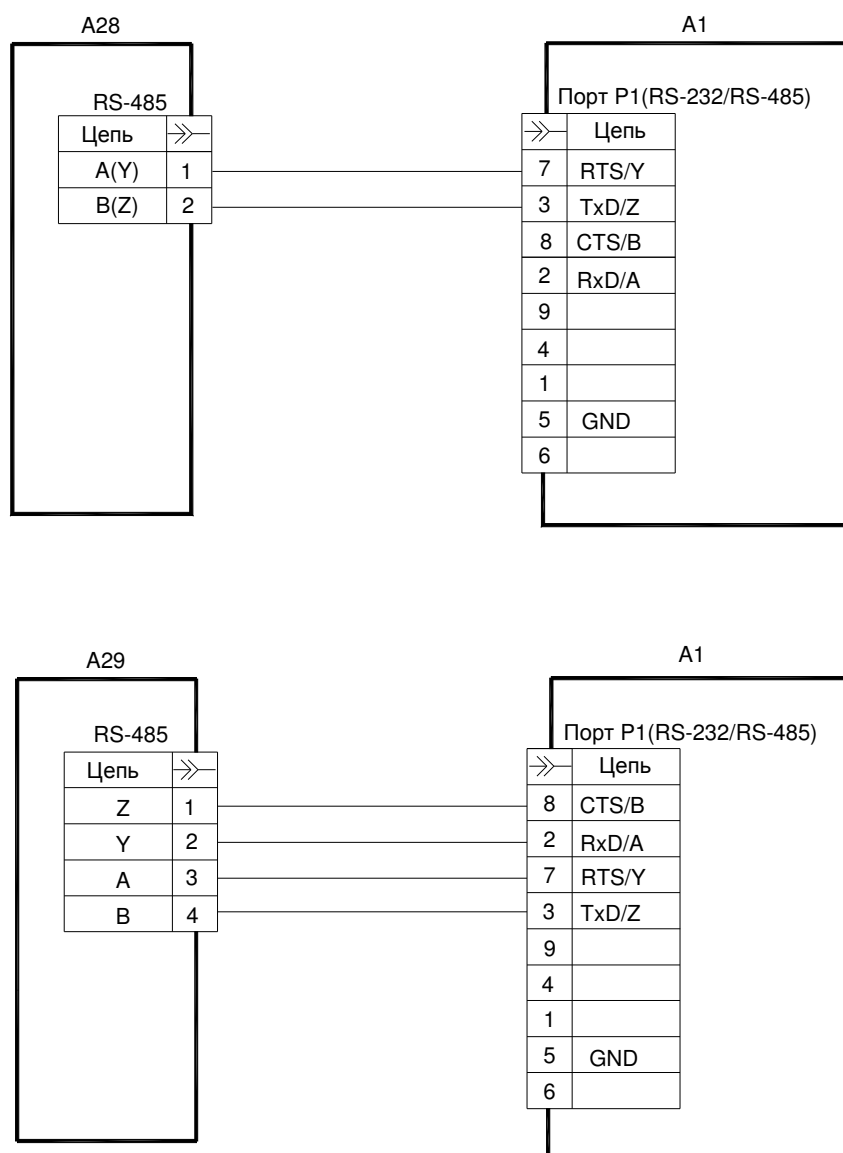 A28 A1
RS-485 Порт P1(RS-232/RS-485)
Цепь Цепь
A(Y) 1 7 RTS/Y
B(Z) 2 3 TxD/Z
8 CTS/B
2 RxD/A
9
4
1
5 GND
6
A29 A1
RS-485 Порт P1(RS-232/RS-485)
Цепь Цепь
Z 1 8 CTS/B
Y 2 2 RxD/A
A 3 7 RTS/Y
B 4 3 TxD/Z
9
4
1
5 GND
6